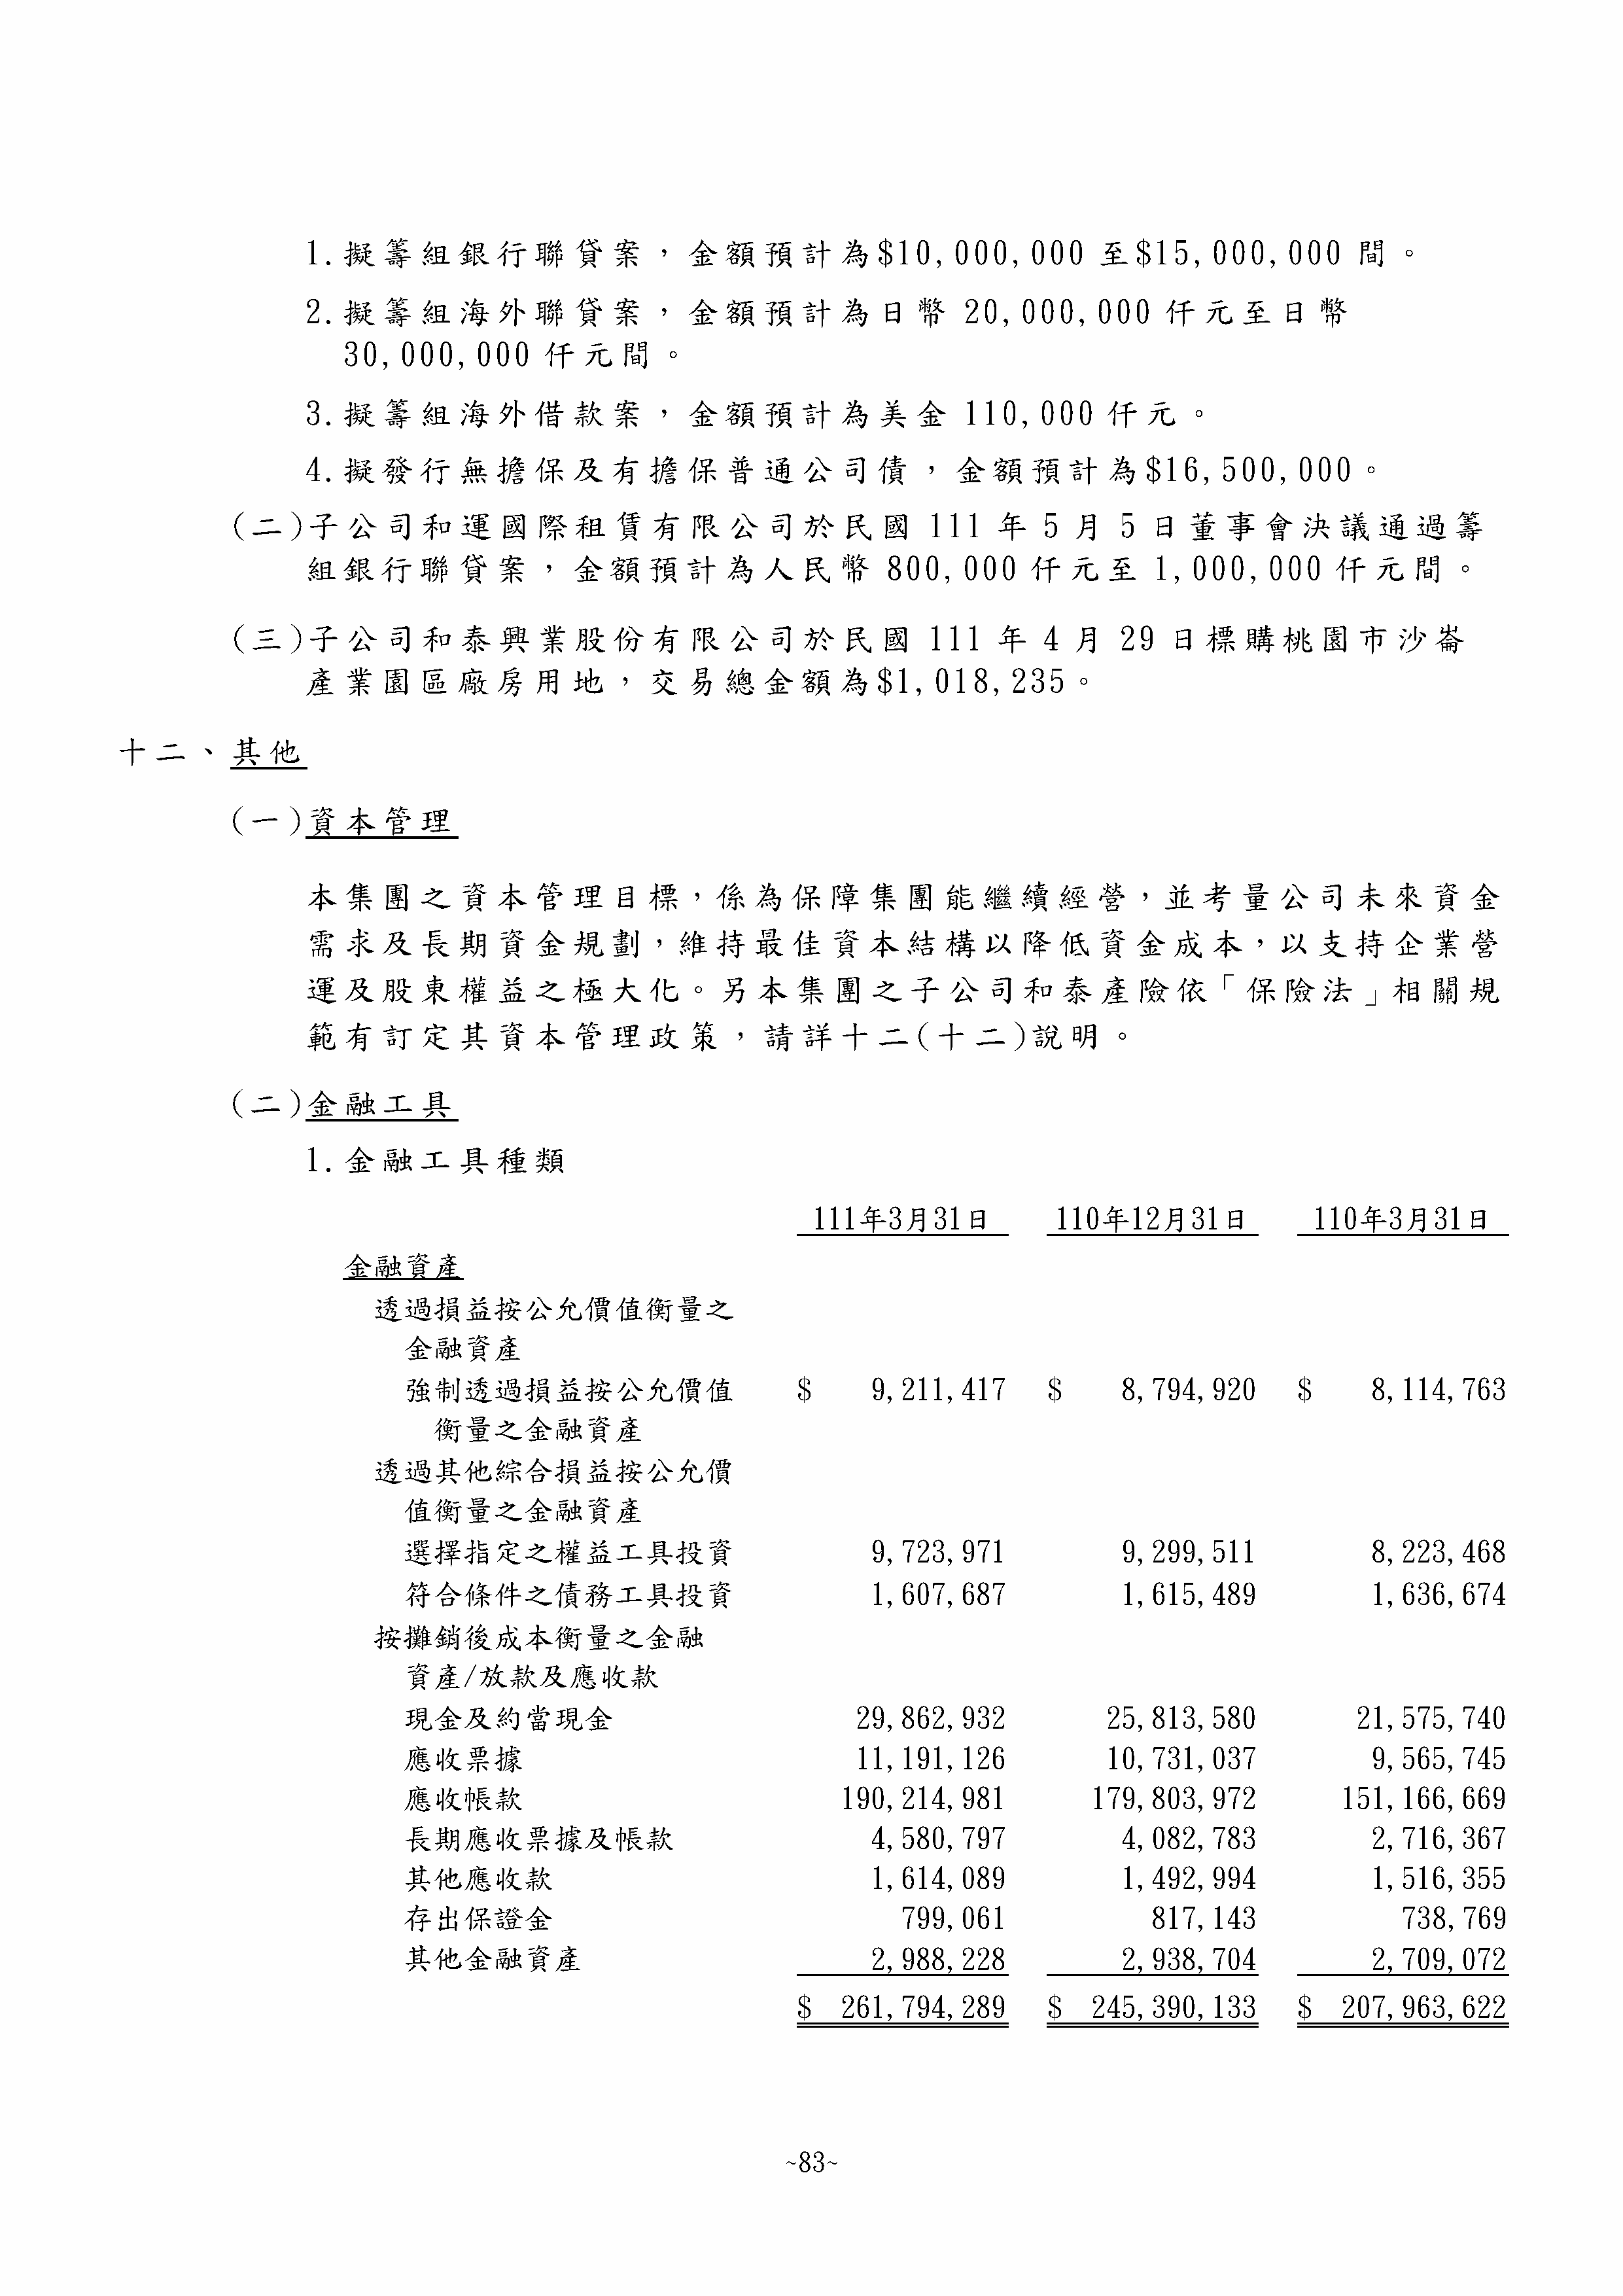 1.擬籌組銀行聯貸案，金額預計為$10,000,000 至$15,000,000 間。
2.擬籌組海外聯貸案，金額預計為日幣 20,000,000 仟元至日幣
30,000,000 仟元間。
3.擬籌組海外借款案，金額預計為美金 110,000 仟元。
4.擬發行無擔保及有擔保普通公司債，金額預計為$16,500,000。
(二)子公司和運國際租賃有限公司於民國 111 年 5 月 5 日董事會決議通過籌
組銀行聯貸案，金額預計為人民幣 800,000 仟元至 1,000,000 仟元間。
(三)子公司和泰興業股份有限公司於民國 111 年 4 月 29 日標購桃園市沙崙
產業園區廠房用地，交易總金額為$1,018,235。
十二、其他
(一)資本管理
本集團之資本管理目標，係為保障集團能繼續經營，並考量公司未來資金
需求及長期資金規劃，維持最佳資本結構以降低資金成本，以支持企業營
運及股東權益之極大化。另本集團之子公司和泰產險依「保險法」相關規
範有訂定其資本管理政策，請詳十二(十二)說明。
(二)金融工具
1.金融工具種類
111年3月31日 110年12月31日 110年3月31日
金融資產
透過損益按公允價值衡量之
金融資產
強制透過損益按公允價值 $ 9,211,417 $ 8,794,920 $ 8,114,763
衡量之金融資產
透過其他綜合損益按公允價
值衡量之金融資產
選擇指定之權益工具投資 9,723,971 9,299,511 8,223,468
符合條件之債務工具投資 1,607,687 1,615,489 1,636,674
按攤銷後成本衡量之金融
資產/放款及應收款
現金及約當現金 29,862,932 25,813,580 21,575,740
應收票據 11,191,126 10,731,037 9,565,745
應收帳款 190,214,981 179,803,972 151,166,669
長期應收票據及帳款 4,580,797 4,082,783 2,716,367
其他應收款 1,614,089 1,492,994 1,516,355
存出保證金 799,061 817,143 738,769
其他金融資產 2,988,228 2,938,704 2,709,072
$ 261,794,289 $ 245,390,133 $ 207,963,622
~83~